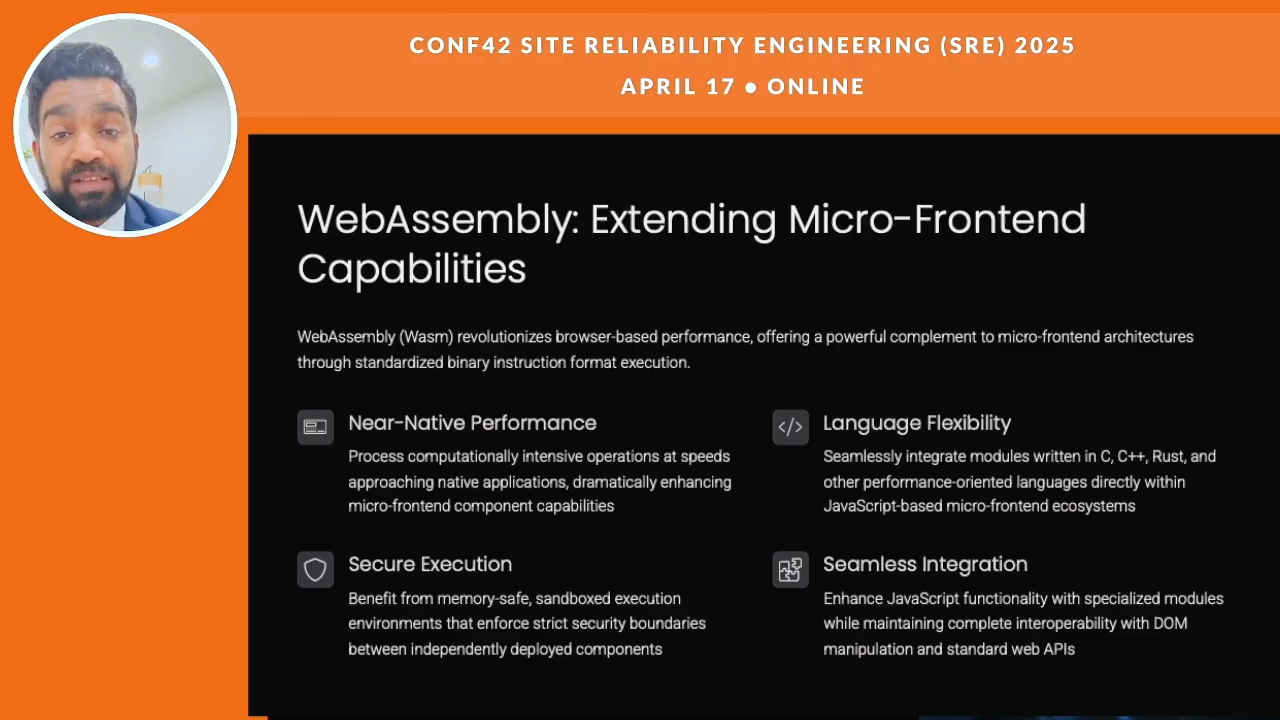 CONF42 SITE RELIABILITY ENGINEERING (SRE) 2025
APRIL 17 ● ONLINE
WebAssembly: Extending Micro-Frontend
Capabilities
WebAssembly (Wasm) revolutionizes browser-based performance, offering a powerful complement to micro-frontend architectures
through standardized binary instruction format execution.
Near-Native Performance
Process computationally intensive operations at speeds
approaching native applications, dramatically enhancing
micro-frontend component capabilities
Language Flexibility
Seamlessly integrate modules written in C, C++, Rust, and
other performance-oriented languages directly within
JavaScript-based micro-frontend ecosystems
Secure Execution
Benefit from memory-safe, sandboxed execution
environments that enforce strict security boundaries
between independently deployed components
Seamless Integration
Enhance JavaScript functionality with specialized modules
while maintaining complete interoperability with DOM
manipulation and standard web APIs